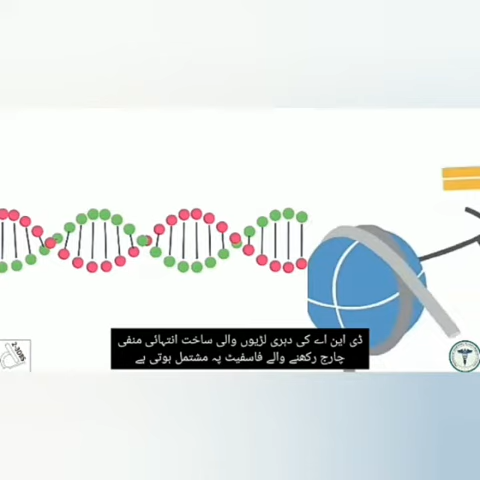 ڈی این اے کی دہری لڑیوں والی ساخت انتہائی منفی
چارج رکھنے والے فاسفیٹ پہ مشتمل ہوتی ہے